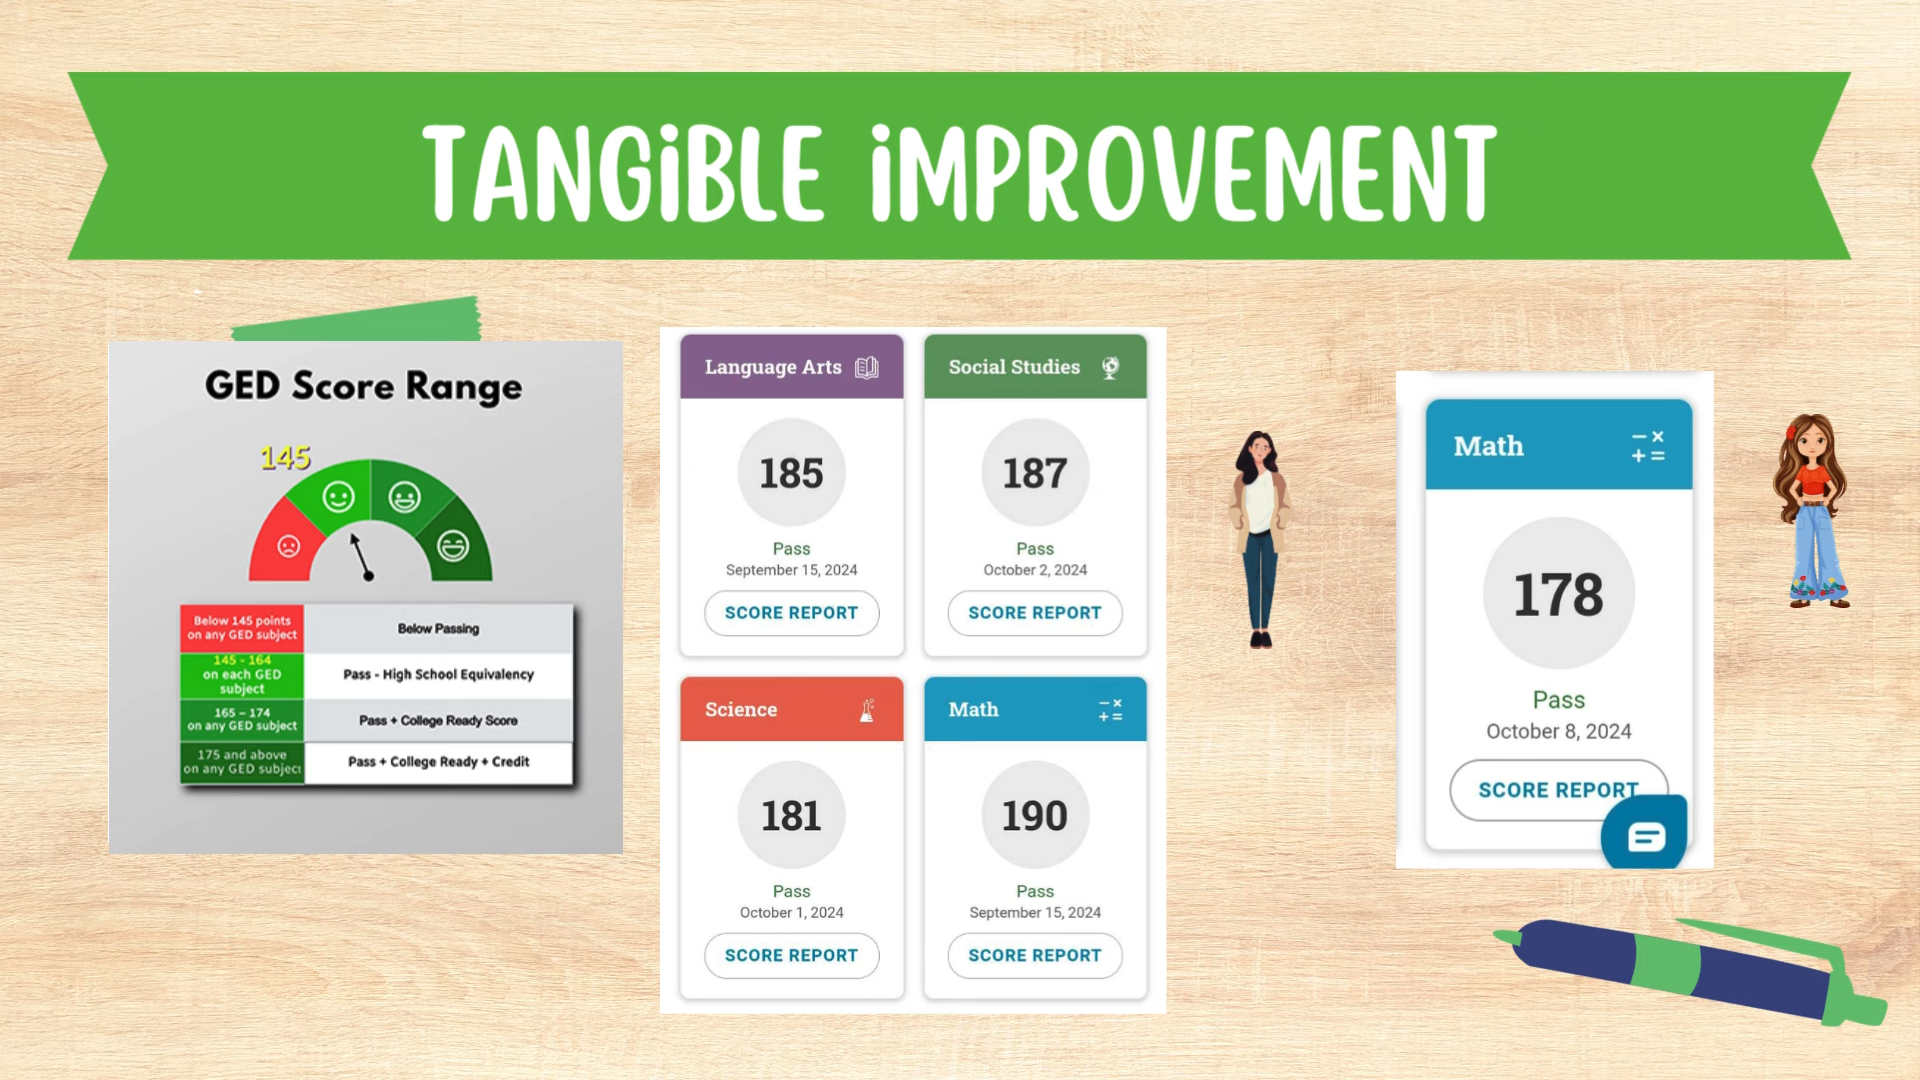 TANGiBLE iMPROVEMENT
GED Score Range
145
Below 145 points
on any GED subject
Below Passing
145 - 164
on each GED
subject
Pass - High School Equivalency
165 – 174
on any GED subject
Pass + College Ready Score
175 and above
on any GED subject
Pass + College Ready + Credit
Language Arts
185
Pass
September 15, 2024
SCORE REPORT
Social Studies
187
Pass
October 2, 2024
SCORE REPORT
Science
181
Pass
October 1, 2024
SCORE REPORT
Math
190
Pass
September 15, 2024
SCORE REPORT
Math
178
Pass
October 8, 2024
SCORE REPORT